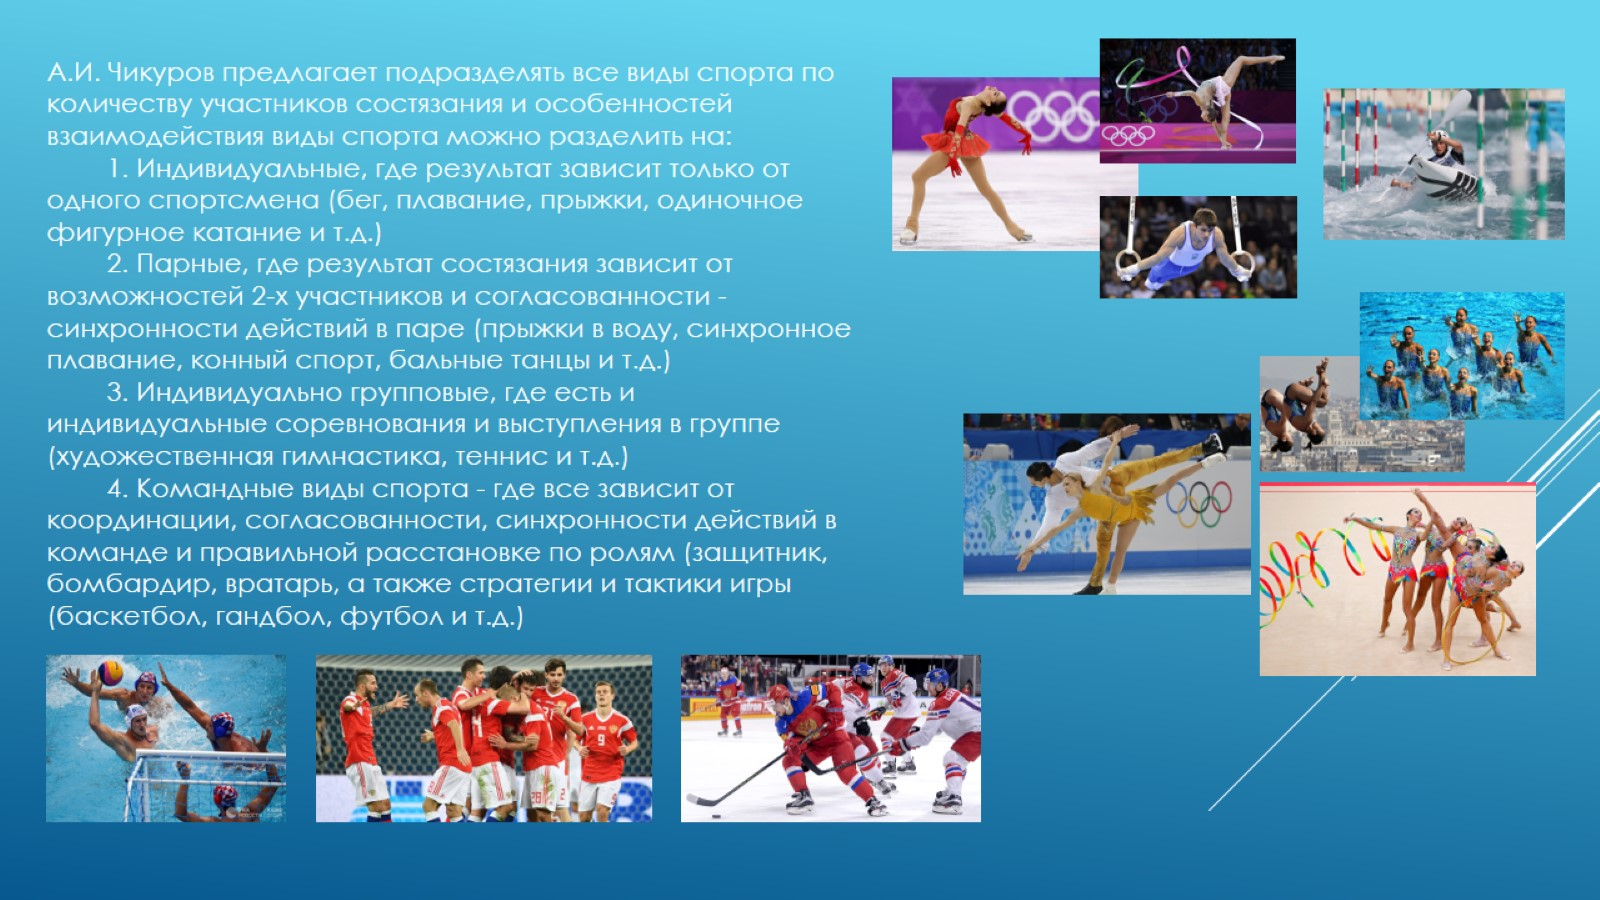 А.И. Чикуров предлагает подразделять все виды спорта по
количеству участников состязания и особенностей
взаимодействия виды спорта можно разделить на:
1. Индивидуальные, где результат зависит только от
одного спортсмена (бег, плавание, прыжки, одиночное
фигурное катание и т.д.)
2. Парные, где результат состязания зависит от
возможностей 2-х участников и согласованности -
синхронности действий в паре (прыжки в воду, синхронное
плавание, конный спорт, бальные танцы и т.д.)
3. Индивидуально групповые, где есть и
индивидуальные соревнования и выступления в группе
(художественная гимнастика, теннис и т.д.)
4. Командные виды спорта - где все зависит от
координации, согласованности, синхронности действий в
команде и правильной расстановке по ролям (защитник,
бомбардир, вратарь, а также стратегии и тактики игры
(баскетбол, гандбол, футбол и т.д.)